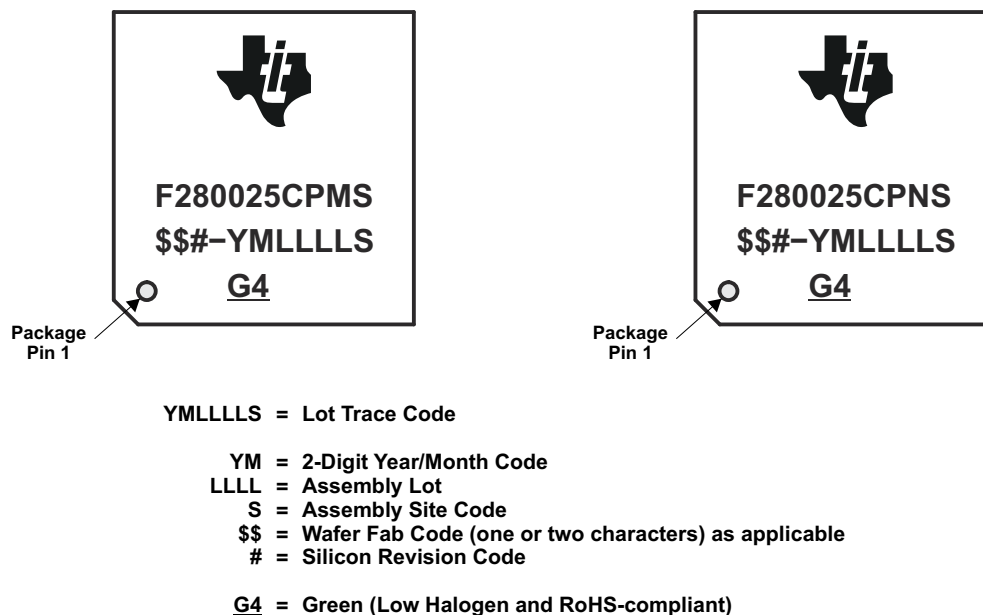 F280025CPMS
$$#−YMLLLLS
G4
Package
Pin 1
F280025CPNS
$$#−YMLLLLS
G4
Package
Pin 1
YMLLLLS = Lot Trace Code
YM = 2-Digit Year/Month Code
LLLL = Assembly Lot
S = Assembly Site Code
$$ = Wafer Fab Code (one or two characters) as applicable
# = Silicon Revision Code
G4 = Green (Low Halogen and RoHS-compliant)